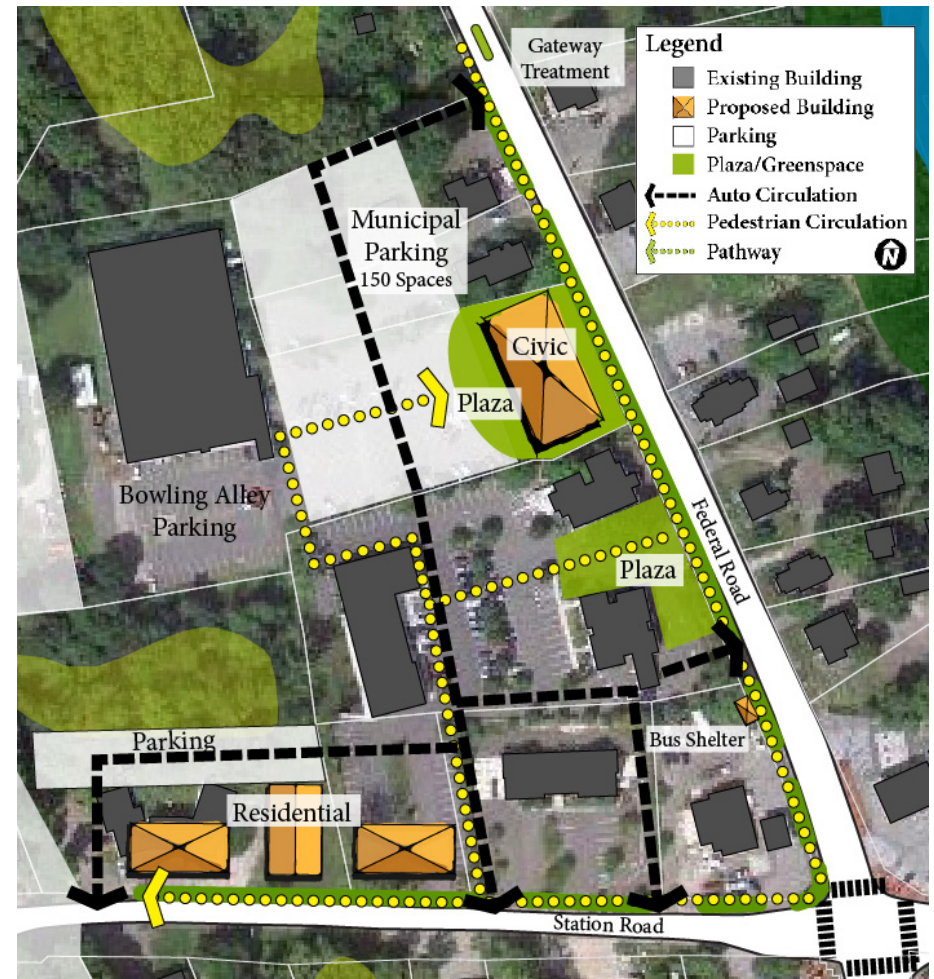 Gateway
Treatment
Legend
Existing Building
Proposed Building
Parking
Plaza/Greenspace
Auto Circulation
Pedestrian Circulation
Pathway
N
Municipal
Parking
150 Spaces
Civic
Plaza
Bowling Alley
Parking
Federal Road
Plaza
Bus Shelter
Parking
Residential
Station Road